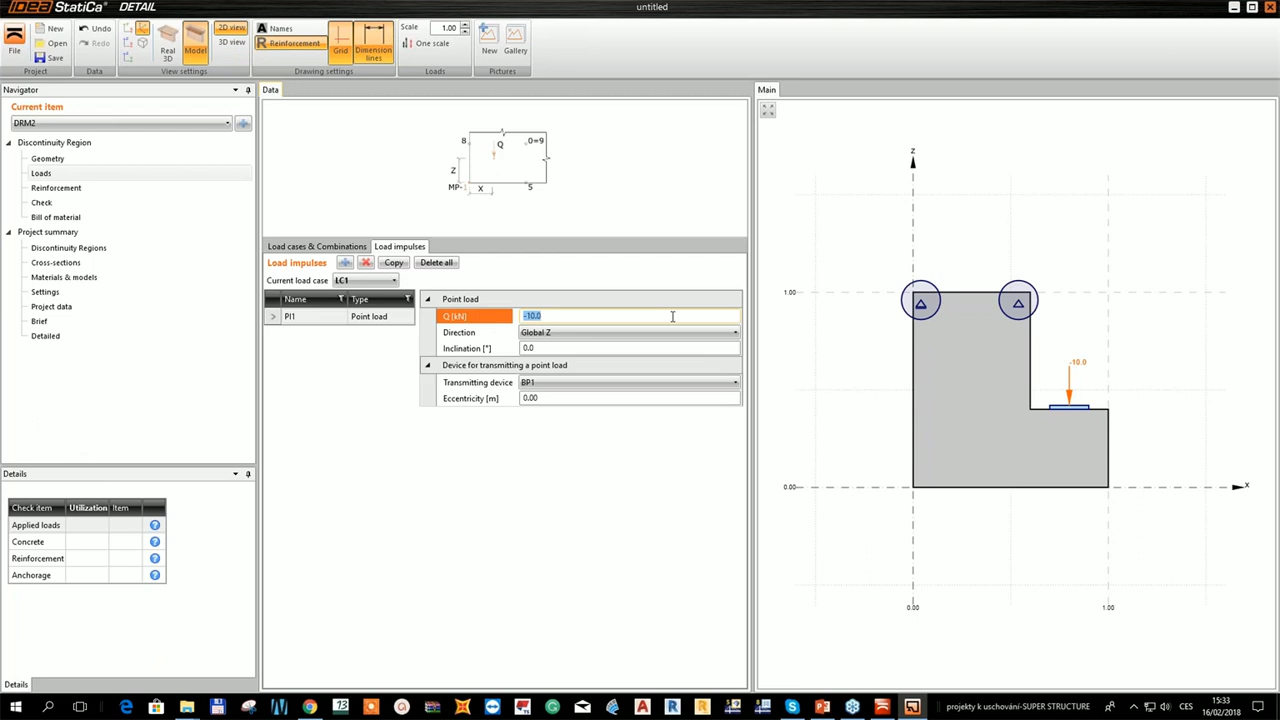 IDEA StatiCa DETAIL
untitled
File
New
Open
Save
Project
Undo
Redo
Data
Real 3D
Model
2D view
3D view
View settings
Names
Reinforcement
Grid
Dimension lines
Drawing settings
Scale 1.00
One scale
Loads
New
Gallery
Pictures
Navigator
Current item
DRM2
Discontinuity Region
Geometry
Loads
Reinforcement
Check
Bill of material
Project summary
Discontinuity Regions
Cross-sections
Materials & models
Settings
Project data
Brief
Detailed
Details
Check item Utilization Item
Applied loads
Concrete
Reinforcement
Anchorage
Details
Data
8 Q 0=9
Z
MP-1 X 5
Load cases & Combinations Load impulses
Load impulses Copy Delete all
Current load case LC1
Name Type
PI1 Point load
Point load
Q [kN] -10.0
Direction Global Z
Inclination [°] 0.0
Device for transmitting a point load
Transmitting device BP1
Eccentricity [m] 0.00
Main
z
1.00
-10.0
0.00
x
0.00 1.00
projekty k uschování-SUPER STRUCTURE
CES
15:33
16/02/2018